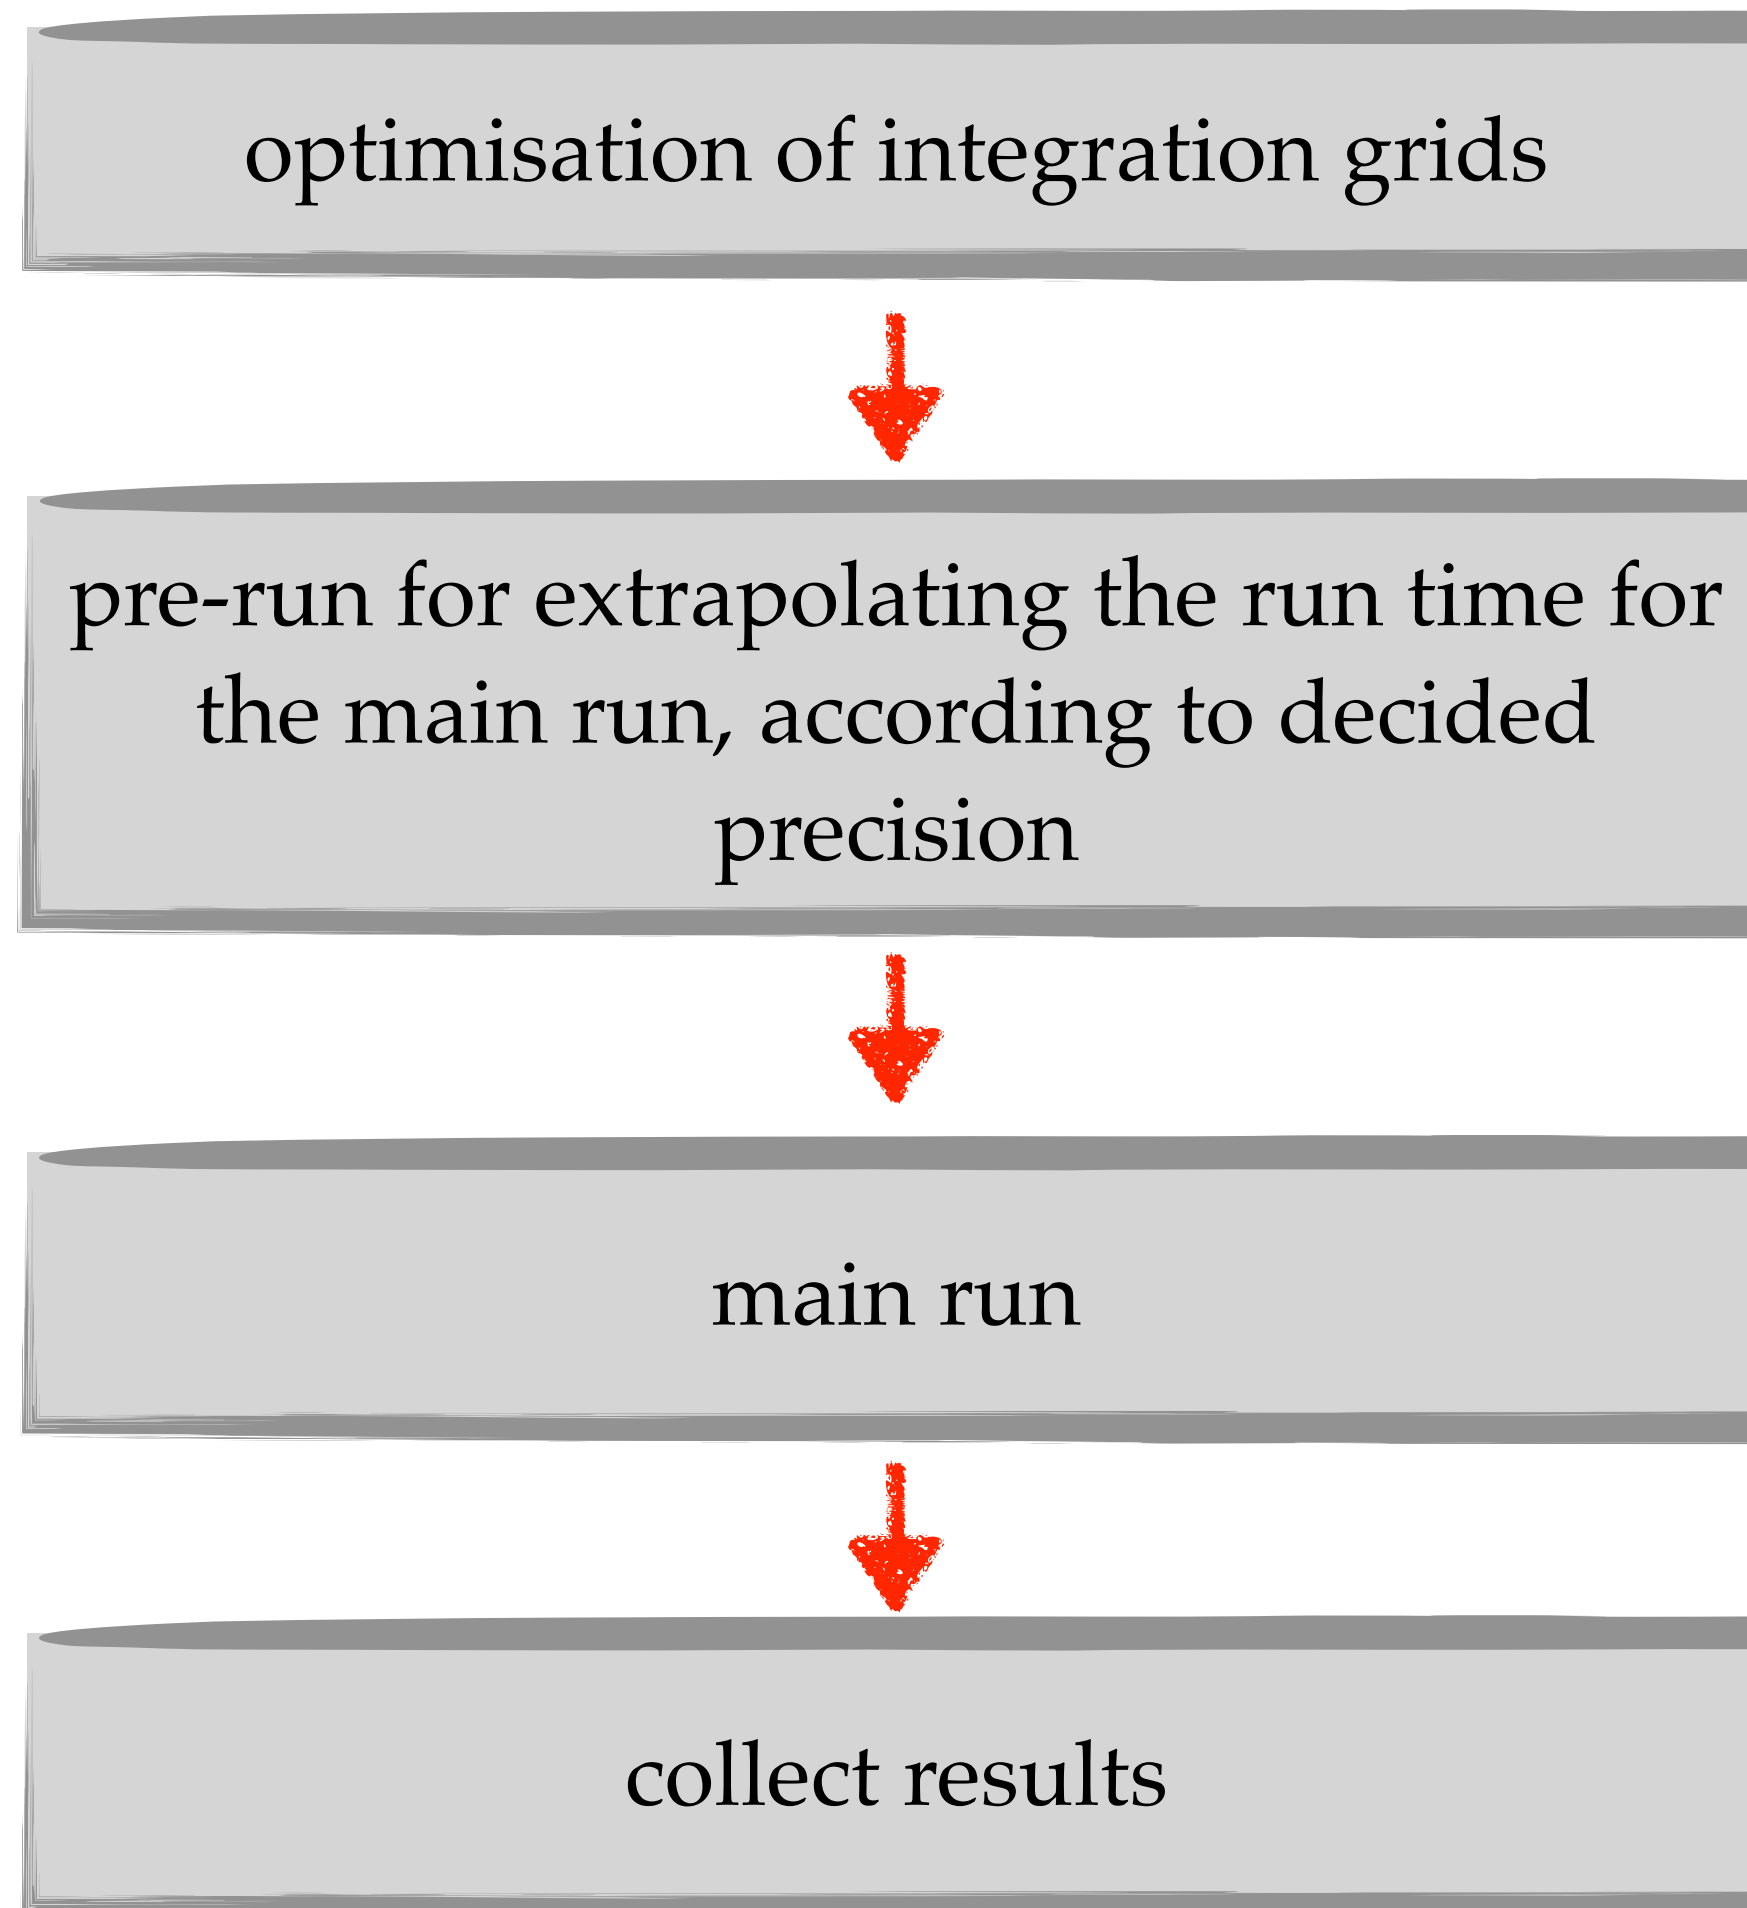 optimisation of integration grids
pre-run for extrapolating the run time for
the main run, according to decided
precision
main run
collect results